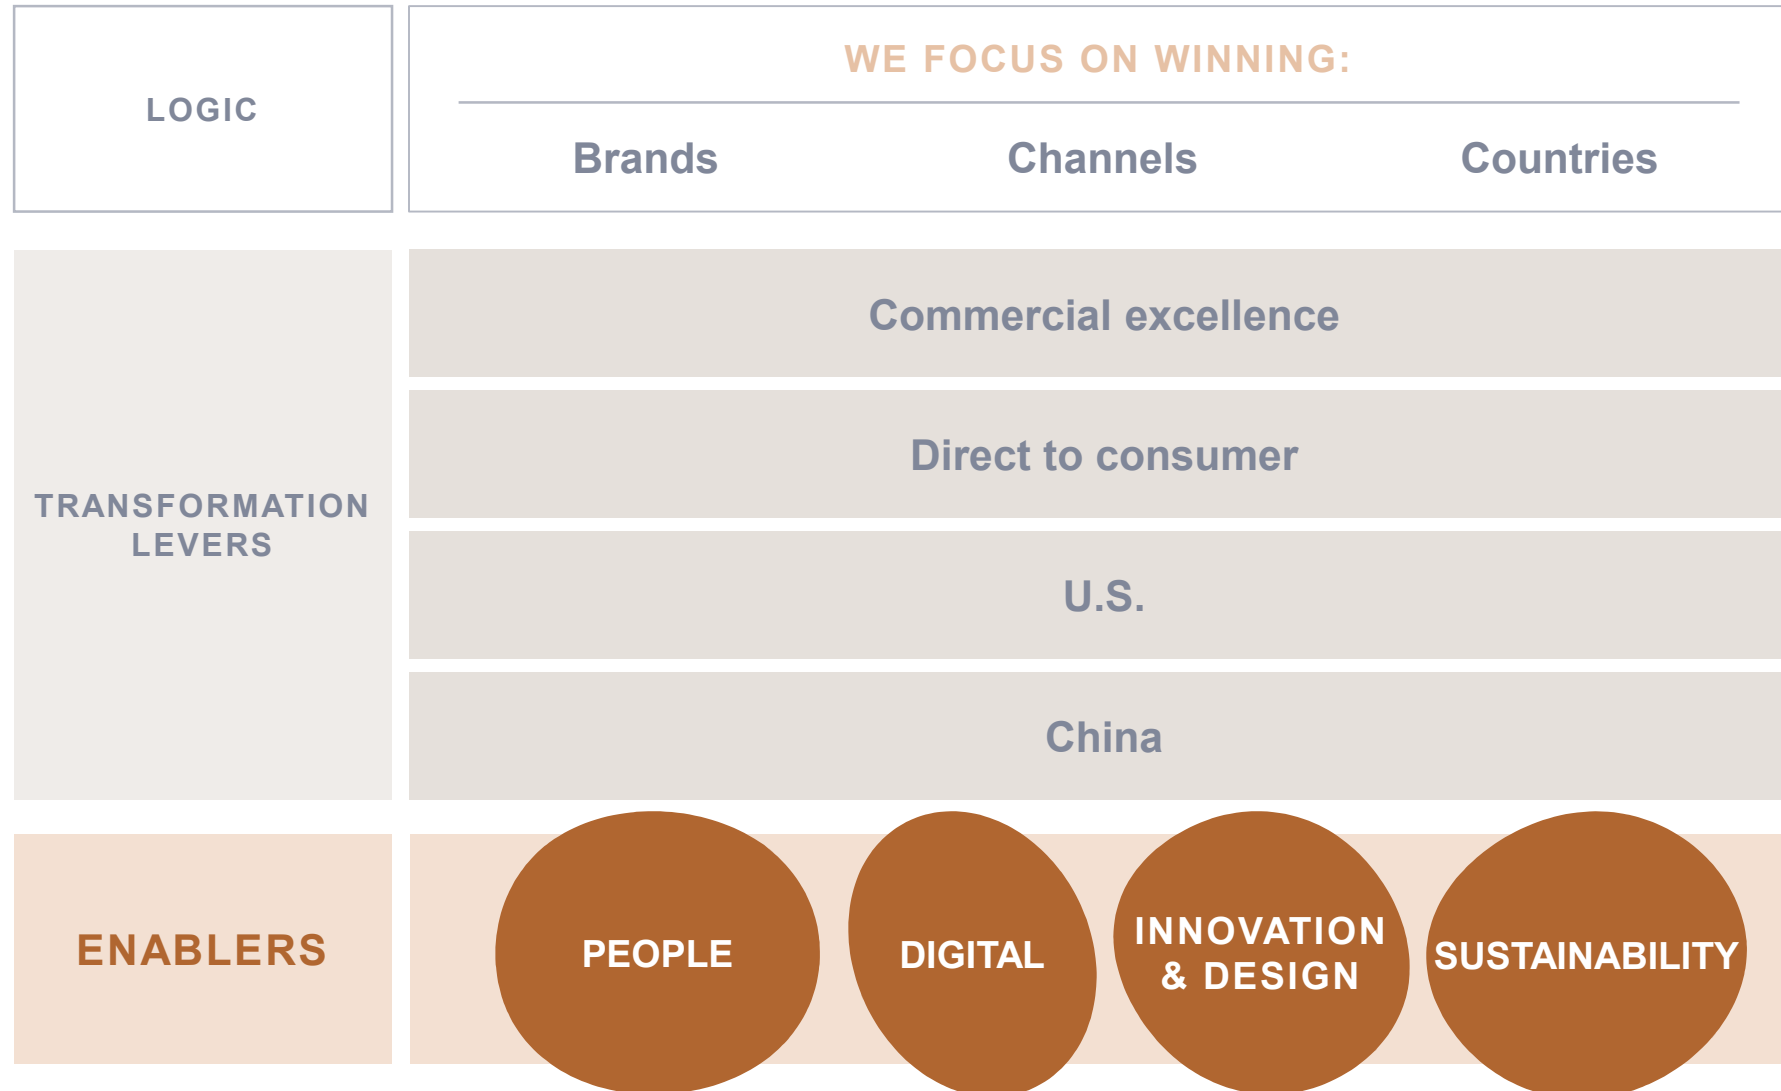 LOGIC
WE FOCUS ON WINNING:
Brands Channels Countries
TRANSFORMATION
LEVERS
Commercial excellence
Direct to consumer
U.S.
China
ENABLERS
PEOPLE
DIGITAL
INNOVATION
& DESIGN
SUSTAINABILITY